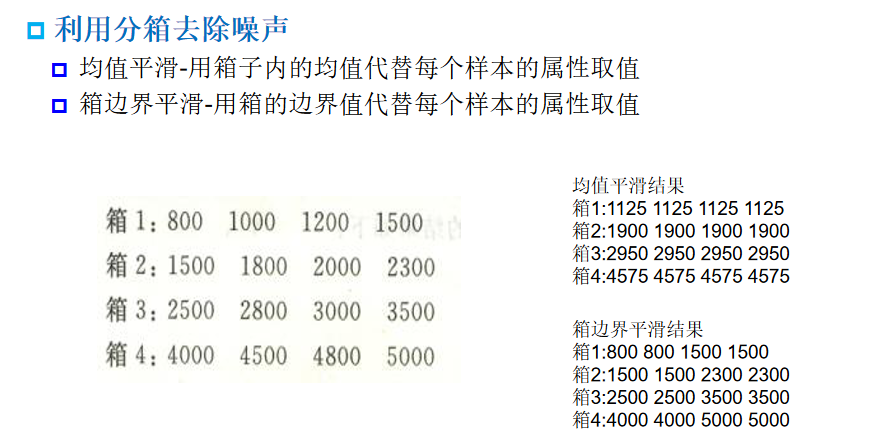 利用分箱去除噪声
均值平滑-用箱子内的均值代替每个样本的属性取值
箱边界平滑-用箱的边界值代替每个样本的属性取值
箱1:800 1000 1200 1500
箱2:1500 1800 2000 2300
箱3:2500 2800 3000 3500
箱4:4000 4500 4800 5000
均值平滑结果
箱1:1125 1125 1125 1125
箱2:1900 1900 1900 1900
箱3:2950 2950 2950 2950
箱4:4575 4575 4575 4575
箱边界平滑结果
箱1:800 800 1500 1500
箱2:1500 1500 2300 2300
箱3:2500 2500 3500 3500
箱4:4000 4000 5000 5000